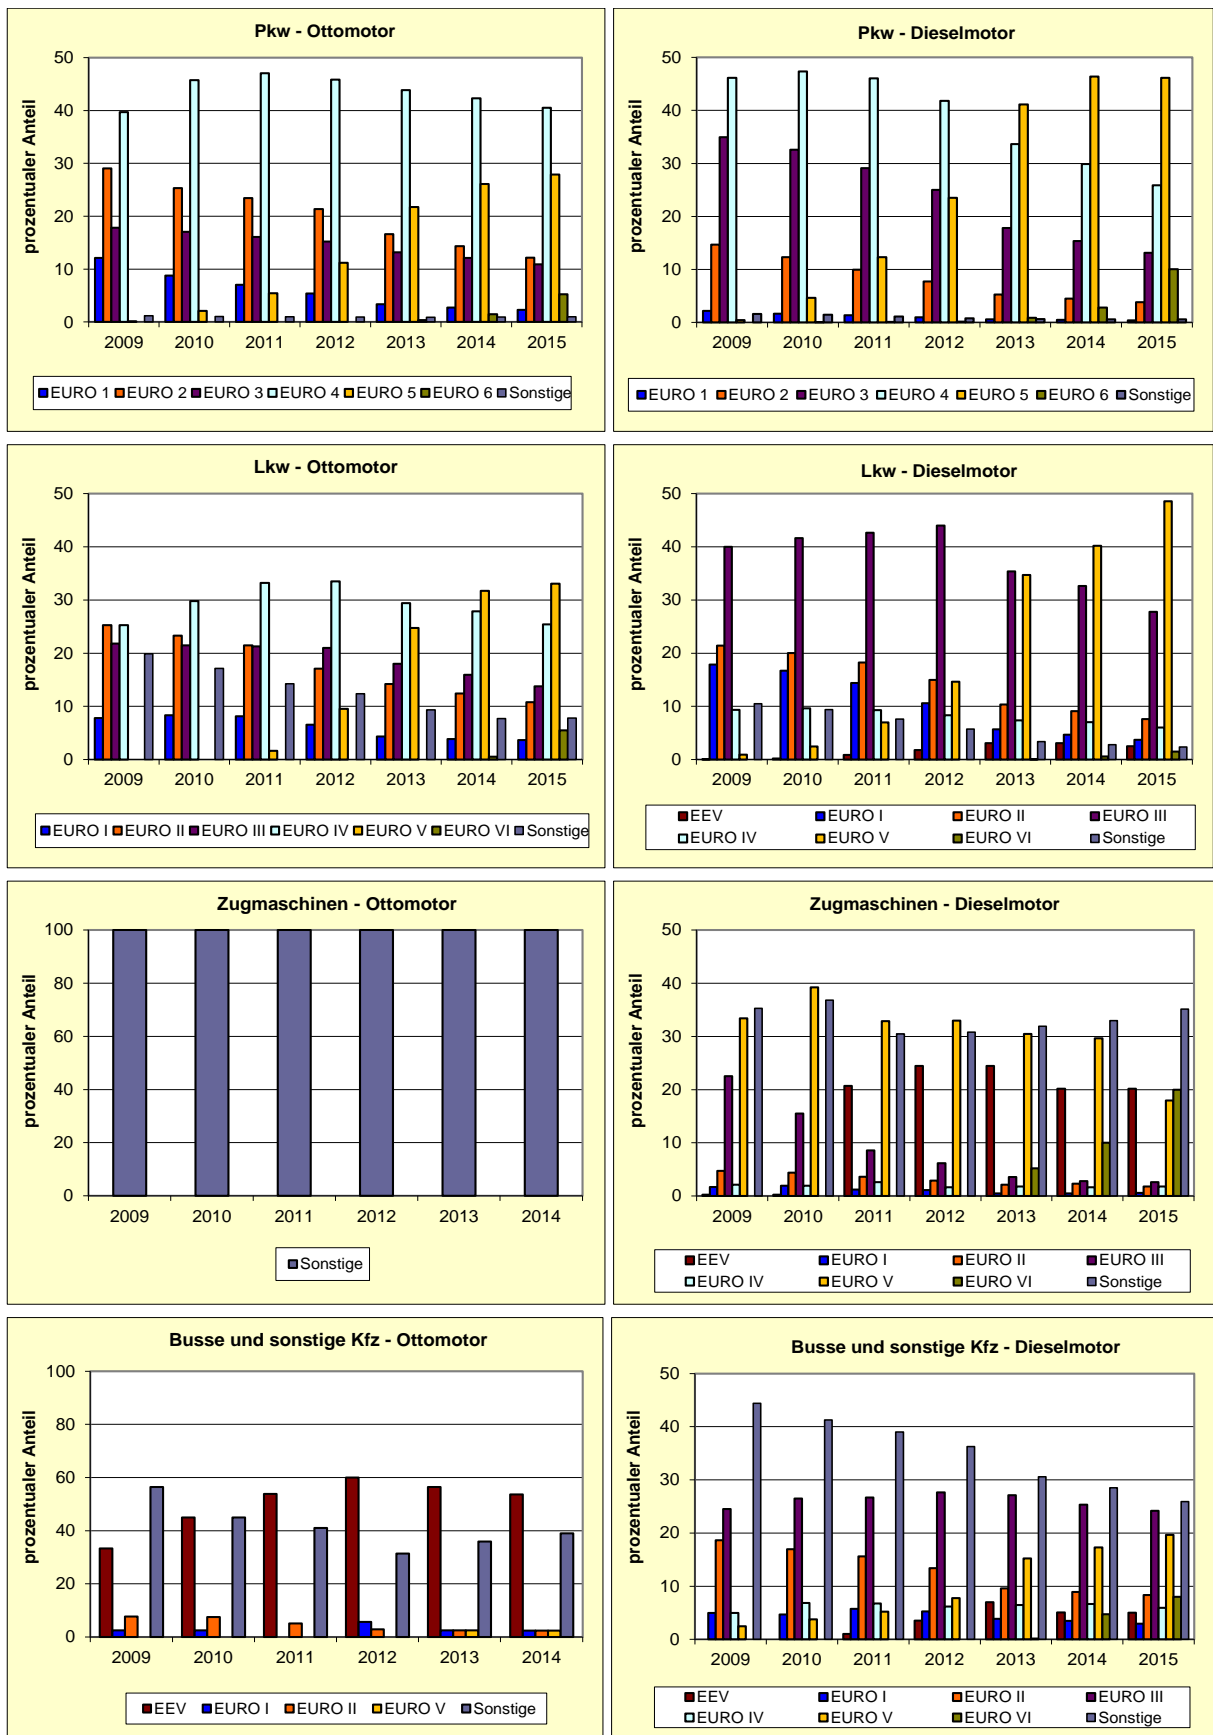 Pkw - Ottomotor
prozentualer Anteil
50
40
30
20
10
0
2009 2010 2011 2012 2013 2014 2015
EURO 1 EURO 2 EURO 3 EURO 4 EURO 5 EURO 6 Sonstige
Pkw - Dieselmotor
prozentualer Anteil
50
40
30
20
10
0
2009 2010 2011 2012 2013 2014 2015
EURO 1 EURO 2 EURO 3 EURO 4 EURO 5 EURO 6 Sonstige
Lkw - Ottomotor
prozentualer Anteil
50
40
30
20
10
0
2009 2010 2011 2012 2013 2014 2015
EURO I EURO II EURO III EURO IV EURO V EURO VI Sonstige
Lkw - Dieselmotor
prozentualer Anteil
50
40
30
20
10
0
2009 2010 2011 2012 2013 2014 2015
EEV EURO I EURO II EURO III
EURO IV EURO V EURO VI Sonstige
Zugmaschinen - Ottomotor
prozentualer Anteil
100
80
60
40
20
0
2009 2010 2011 2012 2013 2014
Sonstige
Zugmaschinen - Dieselmotor
prozentualer Anteil
50
40
30
20
10
0
2009 2010 2011 2012 2013 2014 2015
EEV EURO I EURO II EURO III
EURO IV EURO V EURO VI Sonstige
Busse und sonstige Kfz - Ottomotor
prozentualer Anteil
100
80
60
40
20
0
2009 2010 2011 2012 2013 2014
EEV EURO I EURO II EURO V Sonstige
Busse und sonstige Kfz - Dieselmotor
prozentualer Anteil
50
40
30
20
10
0
2009 2010 2011 2012 2013 2014 2015
EEV EURO I EURO II EURO III
EURO IV EURO V EURO VI Sonstige